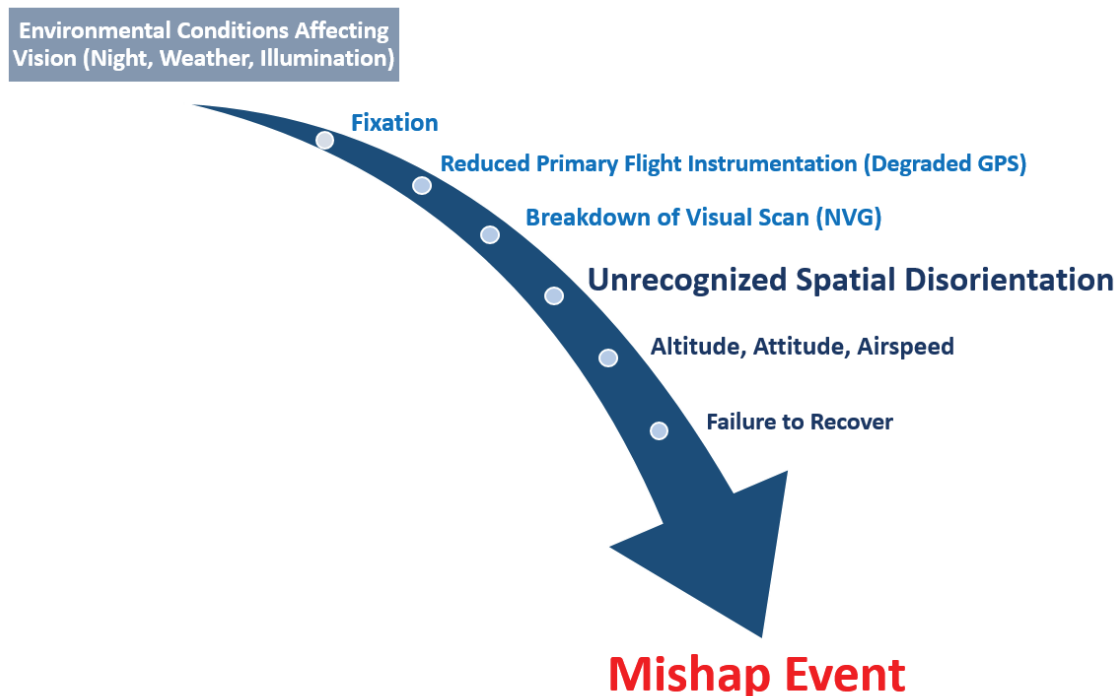 Environmental Conditions Affecting
Vision (Night, Weather, Illumination)
Fixation
Reduced Primary Flight Instrumentation (Degraded GPS)
Breakdown of Visual Scan (NVG)
Unrecognized Spatial Disorientation
Altitude, Attitude, Airspeed
Failure to Recover
Mishap Event